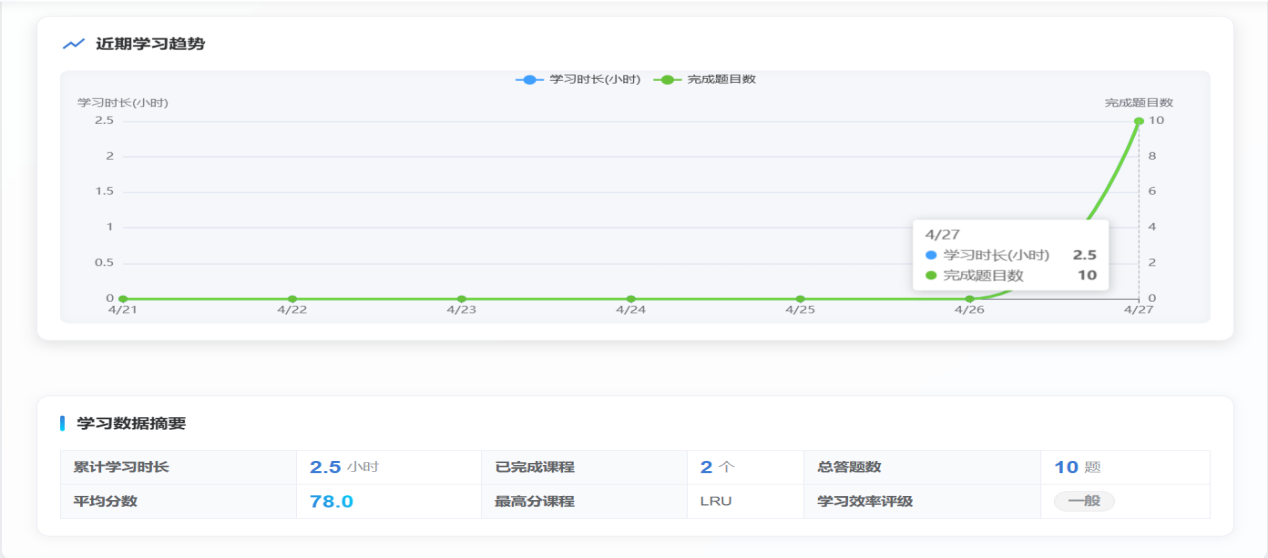 近期学习趋势
学习时长(小时) 完成题目数
学习时长(小时) 完成题目数
2.5 10
2 8
1.5 6
1 4
4/27
0.5 2
学习时长(小时) 2.5
完成题目数 10
0 0
4/21 4/22 4/23 4/24 4/25 4/26 4/27
学习数据摘要
累计学习时长 2.5 小时 已完成课程 2 个 总答题数 10 题
平均分数 78.0 最高分课程 LRU 学习效率评级 一般